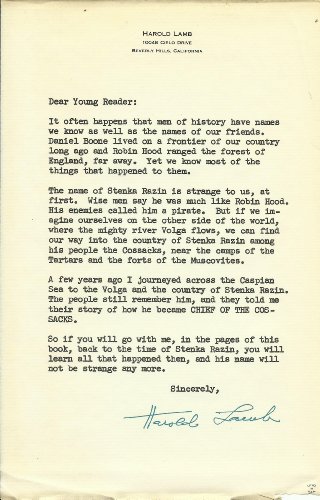 HAROLD LAMB
10048 CIELO DRIVE
BEVERLY HILLS, CALIFORNIA
Dear Young Reader:
It often happens that men of history have names
we know as well as the names of our friends.
Daniel Boone lived on a frontier of our country
long ago and Robin Hood ranged the forest of
England, far away. Yet we know most of the
things that happened to them.
The name of Stenka Razin is strange to us, at
first. Wise men say he was much like Robin Hood.
His enemies called him a pirate. But if we im-
agine ourselves on the other side of the world,
where the mighty river Volga flows, we can find
our way into the country of Stenka Razin among
his people the Cossacks, near the camps of the
Tartars and the forts of the Muscovites.
A few years ago I journeyed across the Caspian
Sea to the Volga and the country of Stenka Razin.
The people still remember him, and they told me
their story of how he became CHIEF OF THE COS-
SACKS.
So if you will go with me, in the pages of this
book, back to the time of Stenka Razin, you will
learn all that happened then, and his name will
not be strange any more.
Sincerely,
Harold Lamb